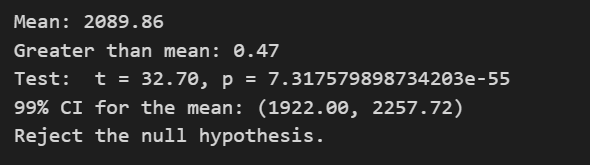 Mean: 2089.86
Greater than mean: 0.47
Test:  t = 32.70, p = 7.317579898734203e-55
99% CI for the mean: (1922.00, 2257.72)
Reject the null hypothesis.